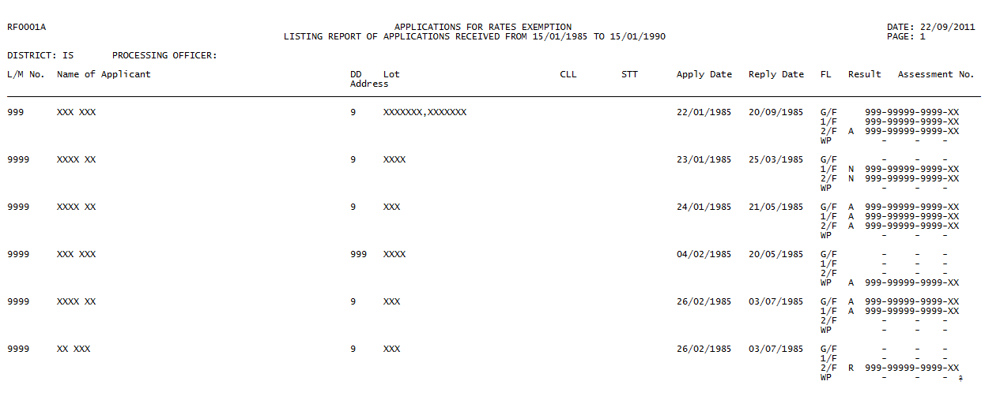 RF0001A APPLICATIONS FOR RATES EXEMPTION DATE: 22/09/2011
LISTING REPORT OF APPLICATIONS RECEIVED FROM 15/01/1985 TO 15/01/1990 PAGE: 1
DISTRICT: IS PROCESSING OFFICER:
L/M No. Name of Applicant DD Lot CLL STT Apply Date Reply Date FL Result Assessment No.
Address
999 XXX XXX 9 XXXXXXX,XXXXXXX 22/01/1985 20/09/1985 G/F 999-99999-9999-XX
1/F 999-99999-9999-XX
2/F A 999-99999-9999-XX
WP - - -
9999 XXXX XX 9 XXXX 23/01/1985 25/03/1985 G/F - - -
1/F N 999-99999-9999-XX
2/F N 999-99999-9999-XX
WP - - -
9999 XXXX XX 9 XXX 24/01/1985 21/05/1985 G/F A 999-99999-9999-XX
1/F A 999-99999-9999-XX
2/F A 999-99999-9999-XX
WP - - -
9999 XXX XXX 999 XXXX 04/02/1985 20/05/1985 G/F - - -
1/F - - -
2/F - - -
WP A 999-99999-9999-XX
9999 XXXX XX 9 XXX 26/02/1985 03/07/1985 G/F A 999-99999-9999-XX
1/F A 999-99999-9999-XX
2/F - - -
WP - - -
9999 XX XXX 9 XXX 26/02/1985 03/07/1985 G/F - - -
1/F - - -
2/F R 999-99999-9999-XX
WP - - -